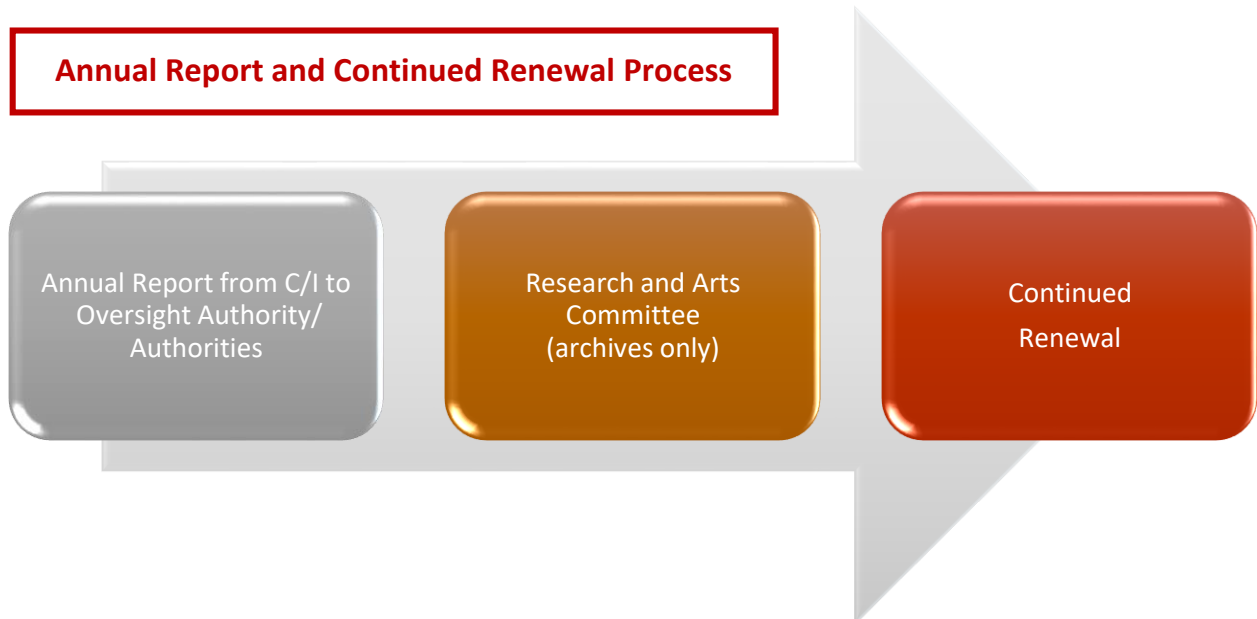 Annual Report and Continued Renewal Process
Annual Report from C/I to
Oversight Authority/
Authorities
Research and Arts
Committee
(archives only)
Continued
Renewal